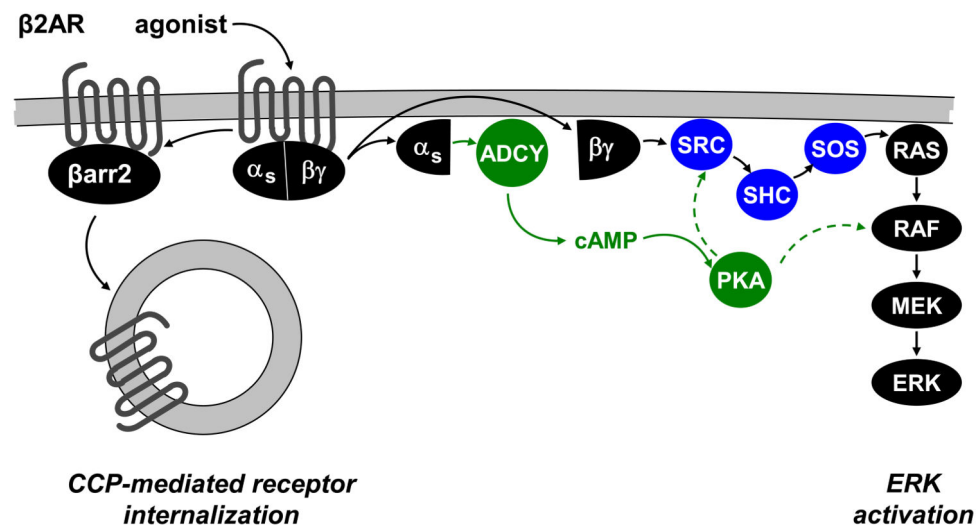 β2AR
agonist
βarr2
αs
βγ
αs
ADCY
βγ
SRC
SHC
SOS
RAS
cAMP
PKA
RAF
MEK
ERK
CCP-mediated receptor
internalization
ERK
activation